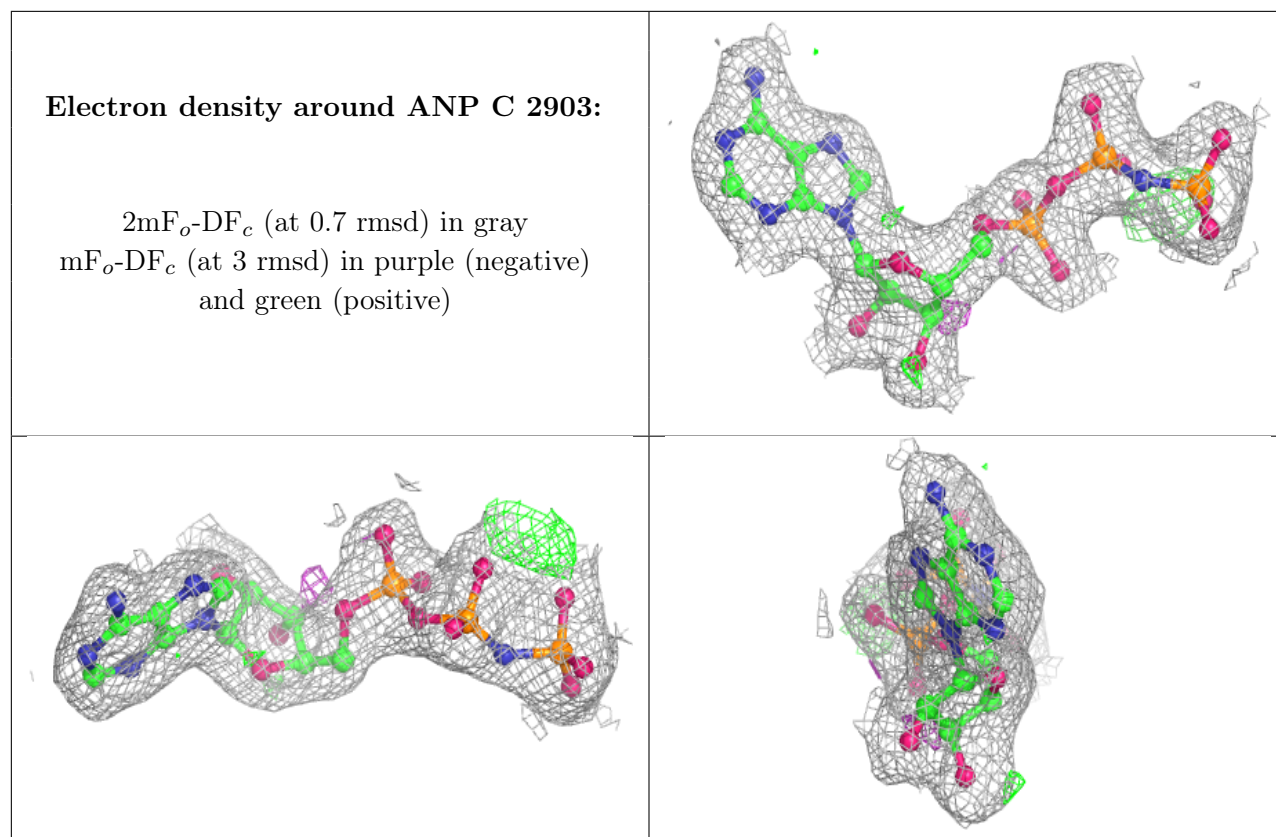 Electron density around ANP C 2903:
2mFo-DFc (at 0.7 rmsd) in gray
mFo-DFc (at 3 rmsd) in purple (negative)
and green (positive)